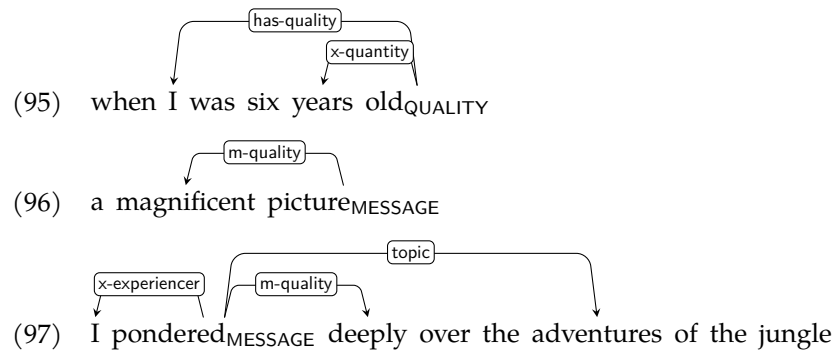 has-quality
x-quantity
(95) when I was six years oldQUALITY
m-quality
(96) a magnificent pictureMESSAGE
topic
x-experiencer m-quality
(97) I ponderedMESSAGE deeply over the adventures of the jungle